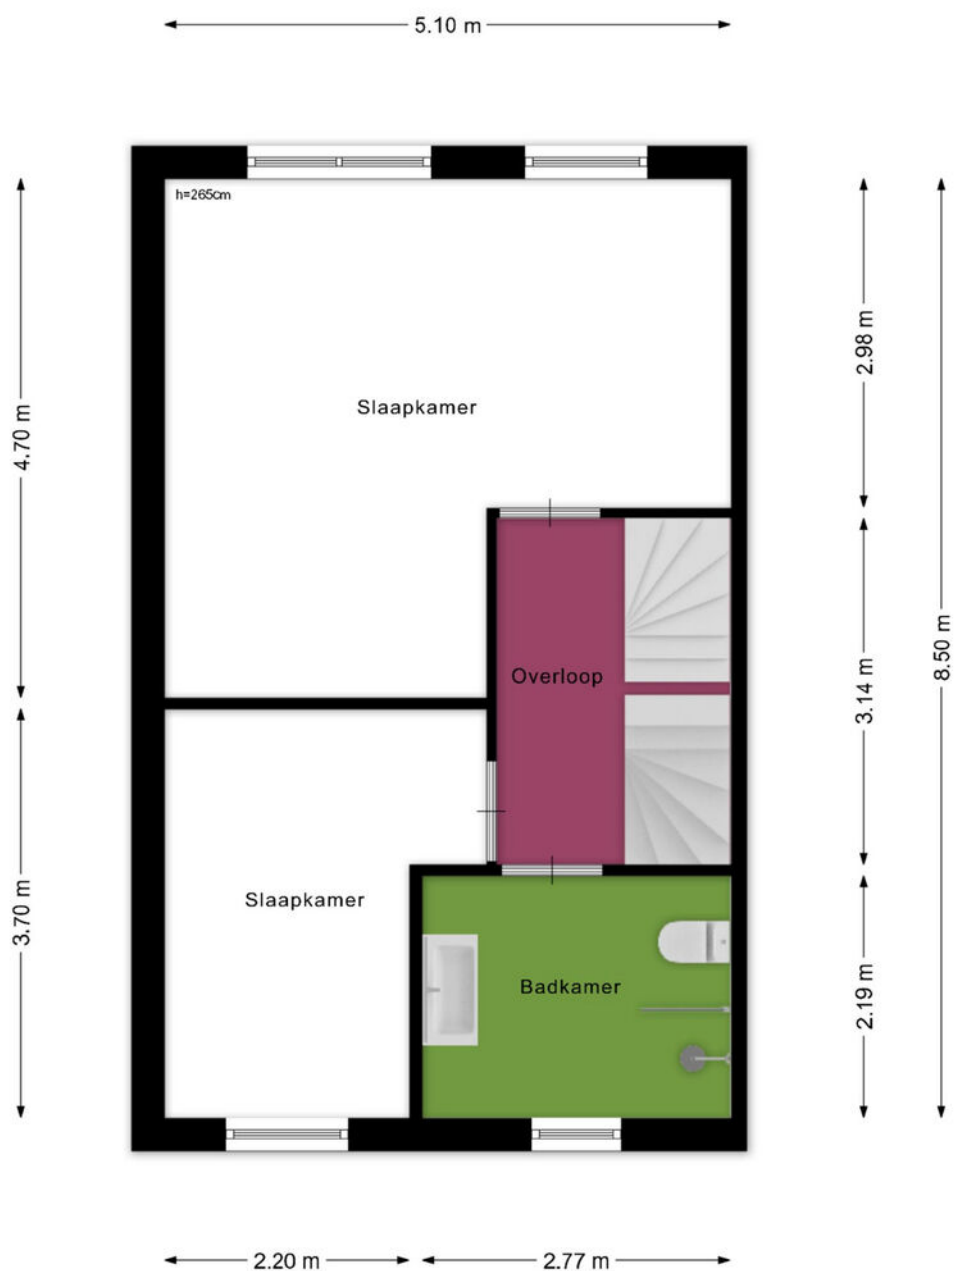 5.10 m
h=265cm
2.98 m
Slaapkamer
4.70 m
8.50 m
Overloop
3.14 m
Slaapkamer
3.70 m
Badkamer
2.19 m
2.20 m
2.77 m